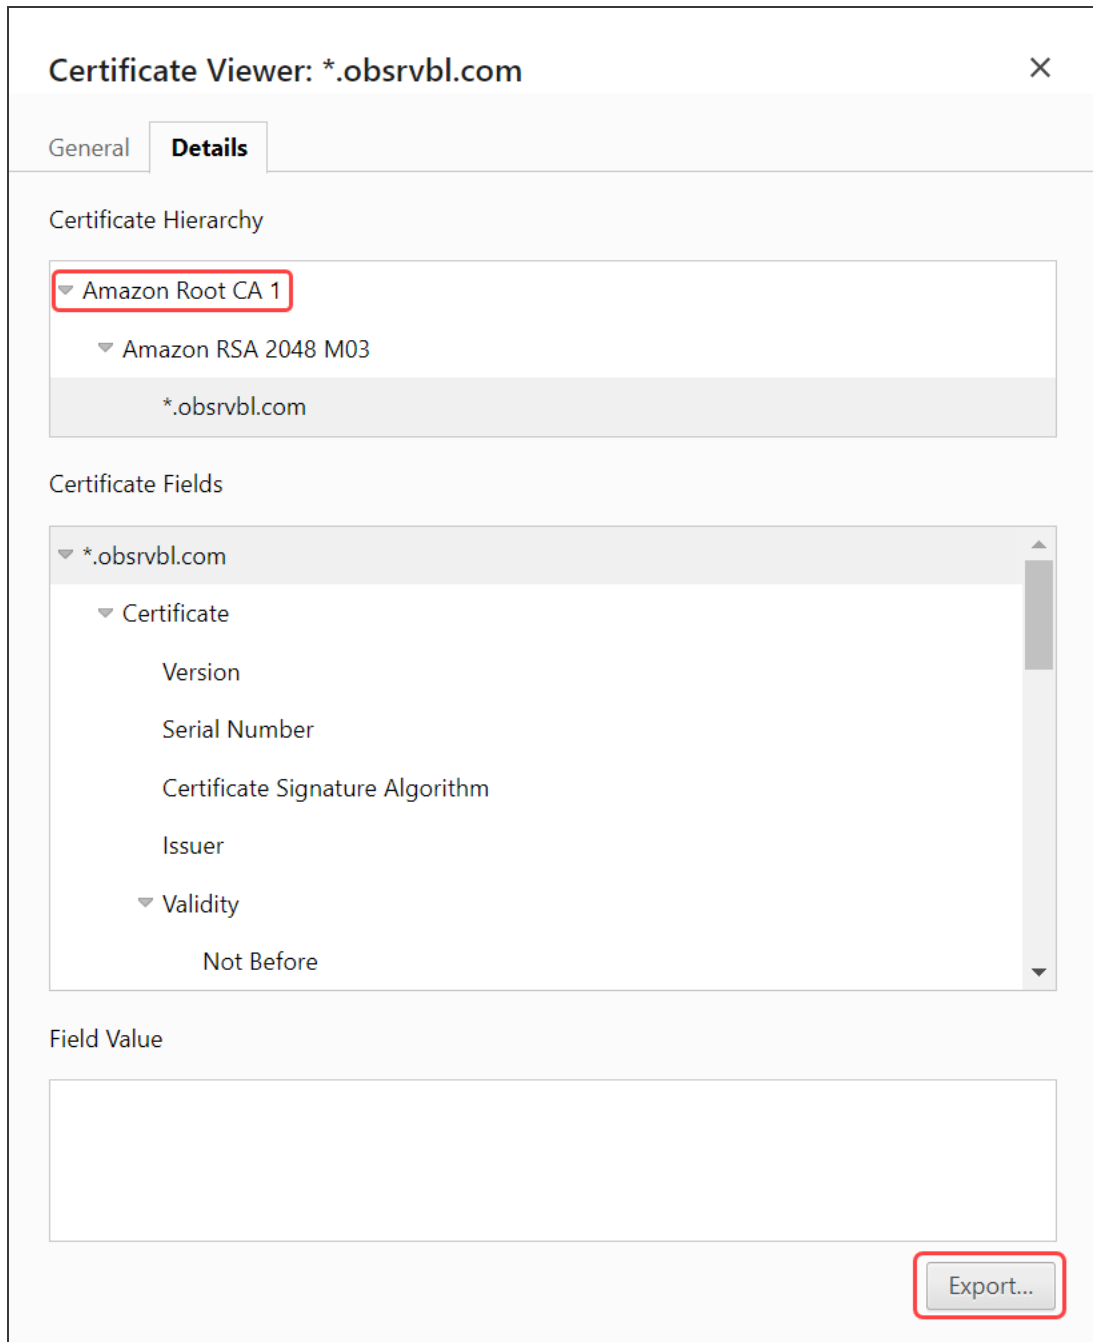 Certificate Viewer: *.obsrvbl.com
General Details
Certificate Hierarchy
Amazon Root CA 1
Amazon RSA 2048 M03
*.obsrvbl.com
Certificate Fields
*.obsrvbl.com
Certificate
Version
Serial Number
Certificate Signature Algorithm
Issuer
Validity
Not Before
Field Value
Export...